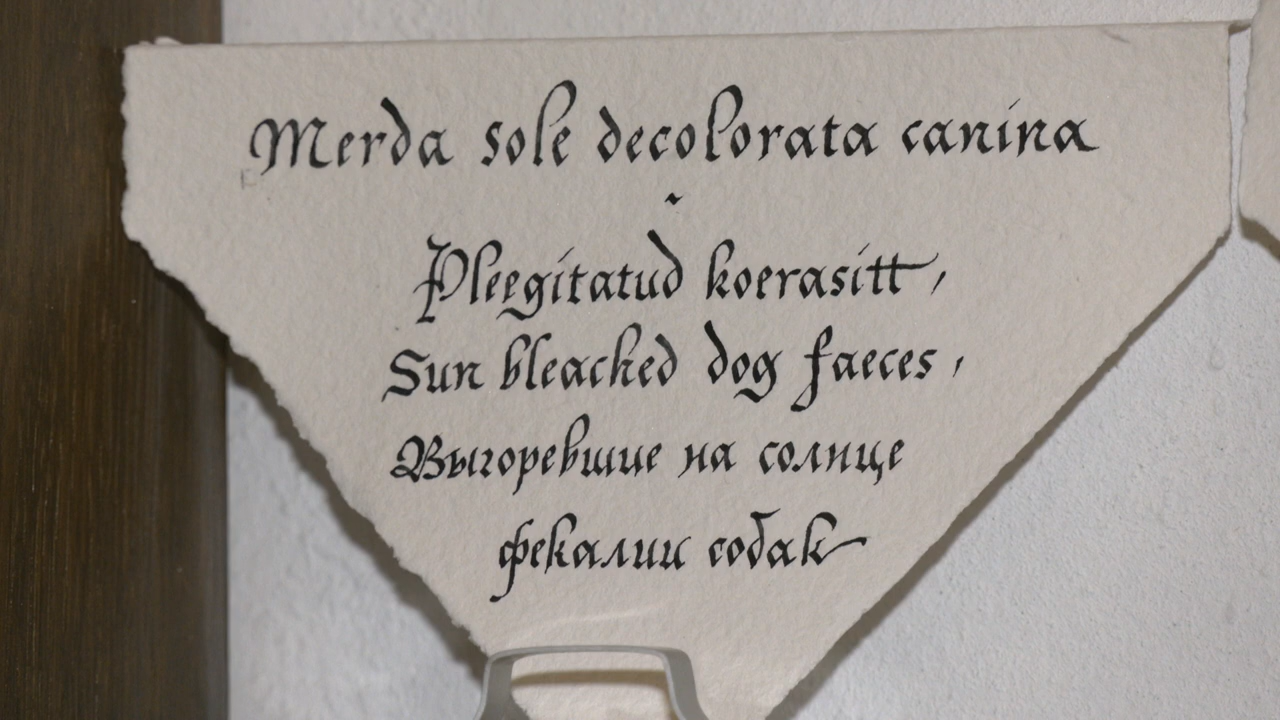 Merda sole decolorata canina
-
Pleegitatud koerasitt,
Sun bleached dog faeces,
Выгоревшие на солнце
фекалии собак